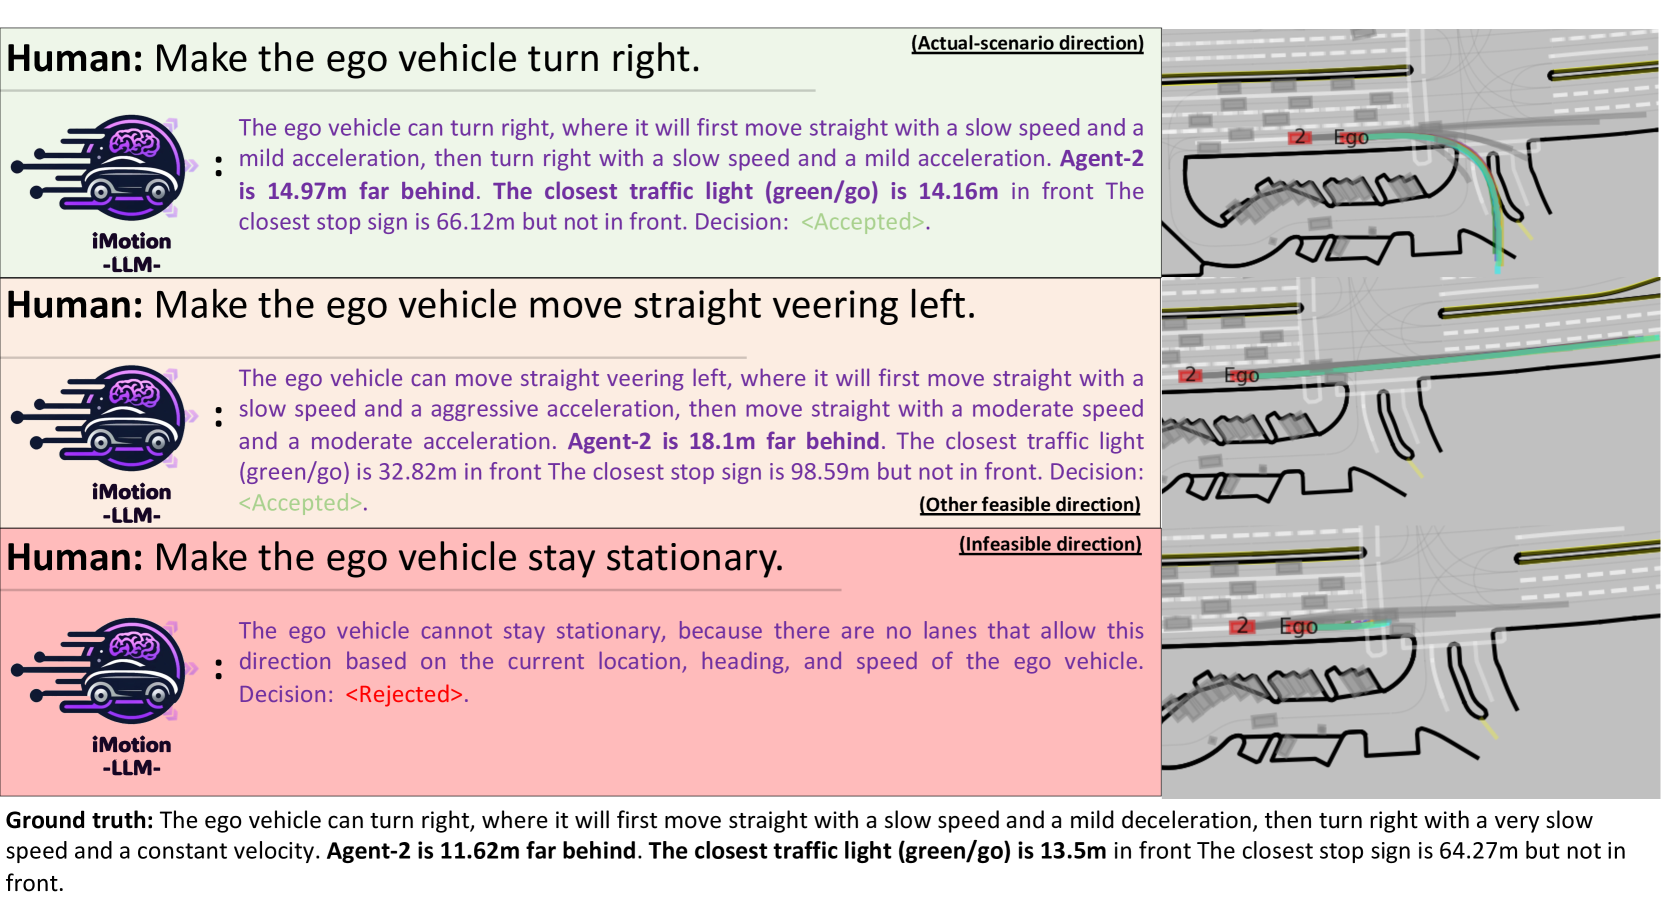 Human: Make the ego vehicle turn right.
(Actual-scenario direction)
The ego vehicle can turn right, where it will first move straight with a slow speed and a
mild acceleration, then turn right with a slow speed and a mild acceleration. Agent-2
is 14.97m far behind. The closest traffic light (green/go) is 14.16m in front The
closest stop sign is 66.12m but not in front. Decision: <Accepted>.
:
iMotion
-LLM-
2 Ego
Human: Make the ego vehicle move straight veering left.
The ego vehicle can move straight veering left, where it will first move straight with a
slow speed and a aggressive acceleration, then move straight with a moderate speed
and a moderate acceleration. Agent-2 is 18.1m far behind. The closest traffic light
(green/go) is 32.82m in front The closest stop sign is 98.59m but not in front. Decision:
<Accepted>.
(Other feasible direction)
:
iMotion
-LLM-
2 Ego
Human: Make the ego vehicle stay stationary.
(Infeasible direction)
The ego vehicle cannot stay stationary, because there are no lanes that allow this
direction based on the current location, heading, and speed of the ego vehicle.
Decision: <Rejected>.
:
iMotion
-LLM-
2 Ego
Ground truth: The ego vehicle can turn right, where it will first move straight with a slow speed and a mild deceleration, then turn right with a very slow
speed and a constant velocity. Agent-2 is 11.62m far behind. The closest traffic light (green/go) is 13.5m in front The closest stop sign is 64.27m but not in
front.